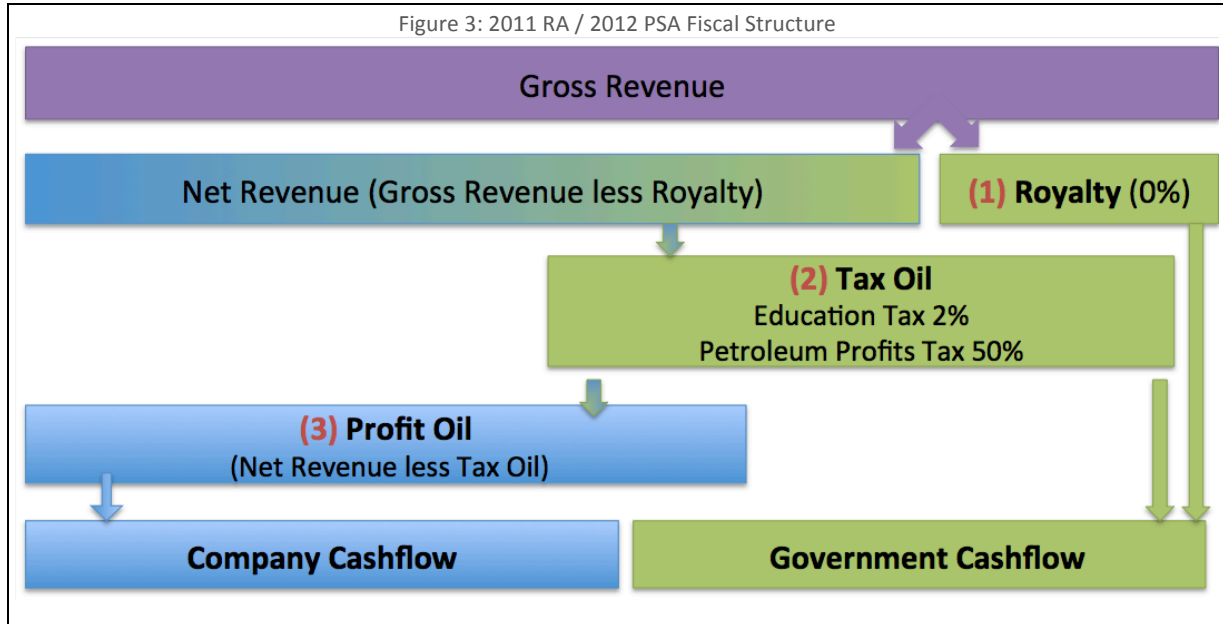 Figure 3: 2011 RA / 2012 PSA Fiscal Structure
Gross Revenue
Net Revenue (Gross Revenue less Royalty)
(1) Royalty (0%)
(2) Tax Oil
Education Tax 2%
Petroleum Profits Tax 50%
(3) Profit Oil
(Net Revenue less Tax Oil)
Company Cashflow
Government Cashflow